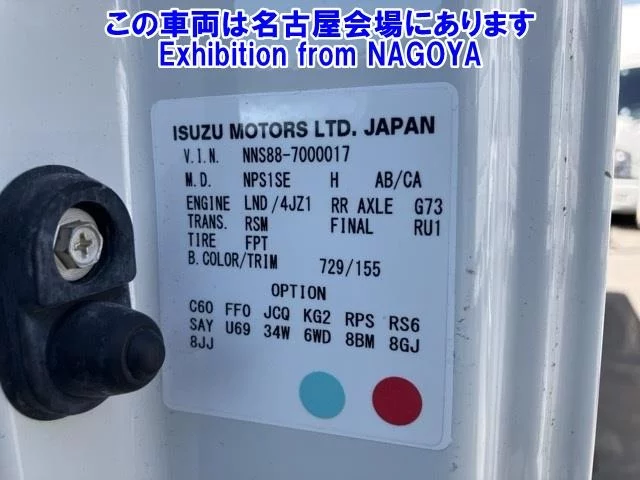 この車両は名古屋会場にあります
Exhibition from NAGOYA
ISUZU MOTORS LTD. JAPAN
V.I.N. NNS88-7000017
M.D. NPS1SE H AB/CA
ENGINE LND/4JZ1 RR AXLE G73
TRANS. RSM FINAL RU1
TIRE FPT
B.COLOR/TRIM 729/155
OPTION
C60 FF0 JCQ KG2 RPS RS6
SAY U69 34W 6WD 8BM 8GJ
8JJ